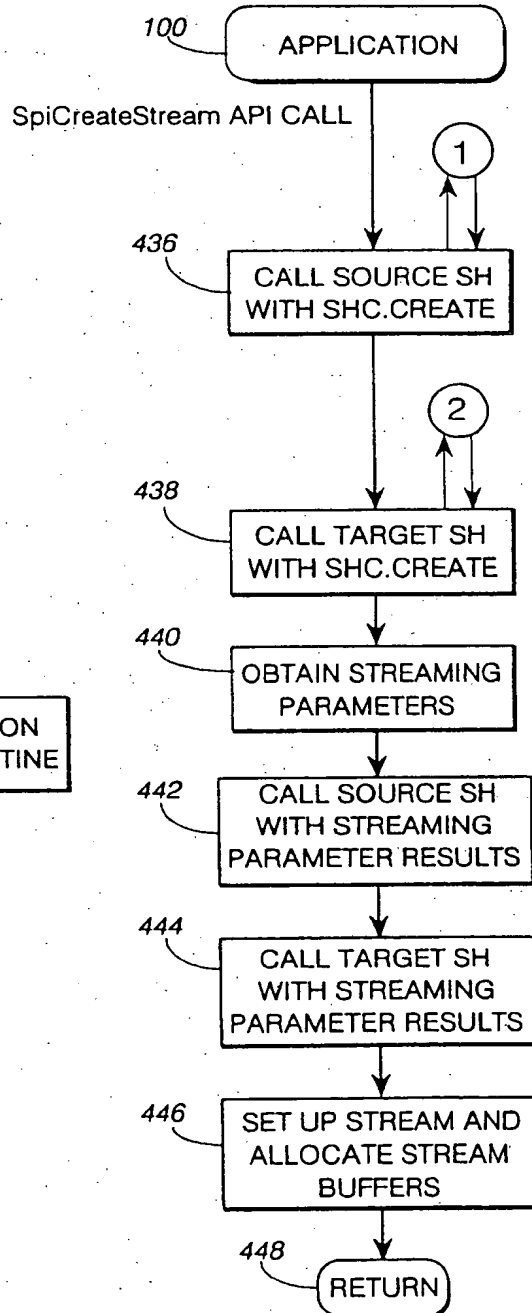 100
APPLICATION
SpiCreateStream API CALL
1
436
CALL SOURCE SH
WITH SHC.CREATE
2
438
CALL TARGET SH
WITH SHC.CREATE
440
OBTAIN STREAMING
PARAMETERS
ON
TINE
442
CALL SOURCE SH
WITH STREAMING
PARAMETER RESULTS
444
CALL TARGET SH
WITH STREAMING
PARAMETER RESULTS
446
SET UP STREAM AND
ALLOCATE STREAM
BUFFERS
448
RETURN